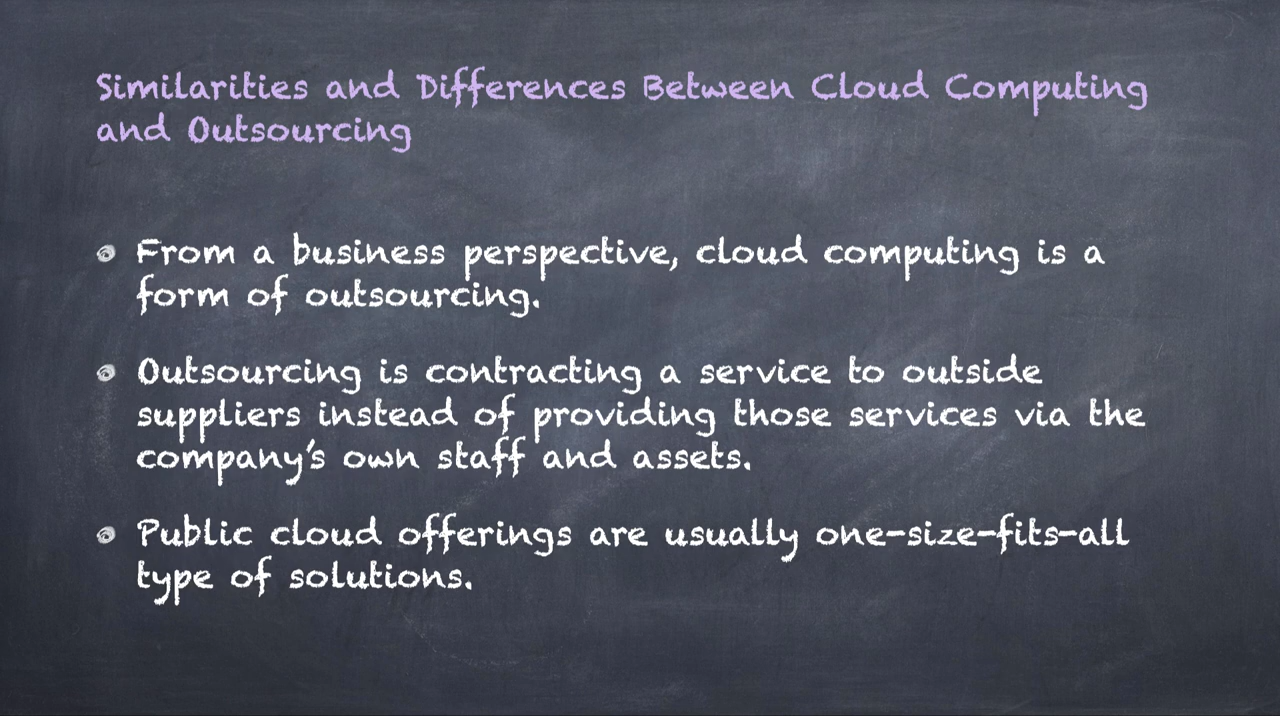 Similarities and Differences Between Cloud Computing
and Outsourcing
From a business perspective, cloud computing is a
form of outsourcing.
Outsourcing is contracting a service to outside
suppliers instead of providing those services via the
company's own staff and assets.
Public cloud offerings are usually one-size-fits-all
type of solutions.